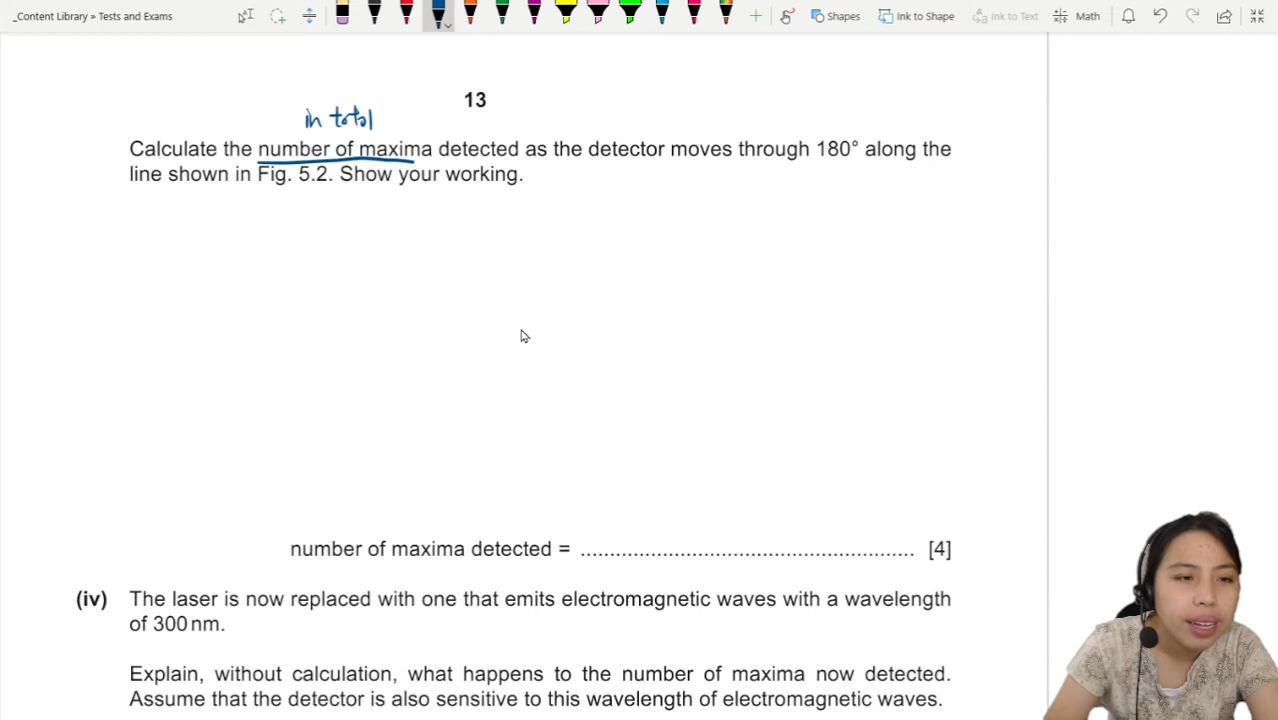 _Content Library » Tests and Exams
Shapes
Ink to Shape
Ink to Text
Math
13
in total
Calculate the number of maxima detected as the detector moves through 180° along the
line shown in Fig. 5.2. Show your working.
number of maxima detected = ......................................................... [4]
(iv) The laser is now replaced with one that emits electromagnetic waves with a wavelength
of 300 nm.
Explain, without calculation, what happens to the number of maxima now detected.
Assume that the detector is also sensitive to this wavelength of electromagnetic waves.